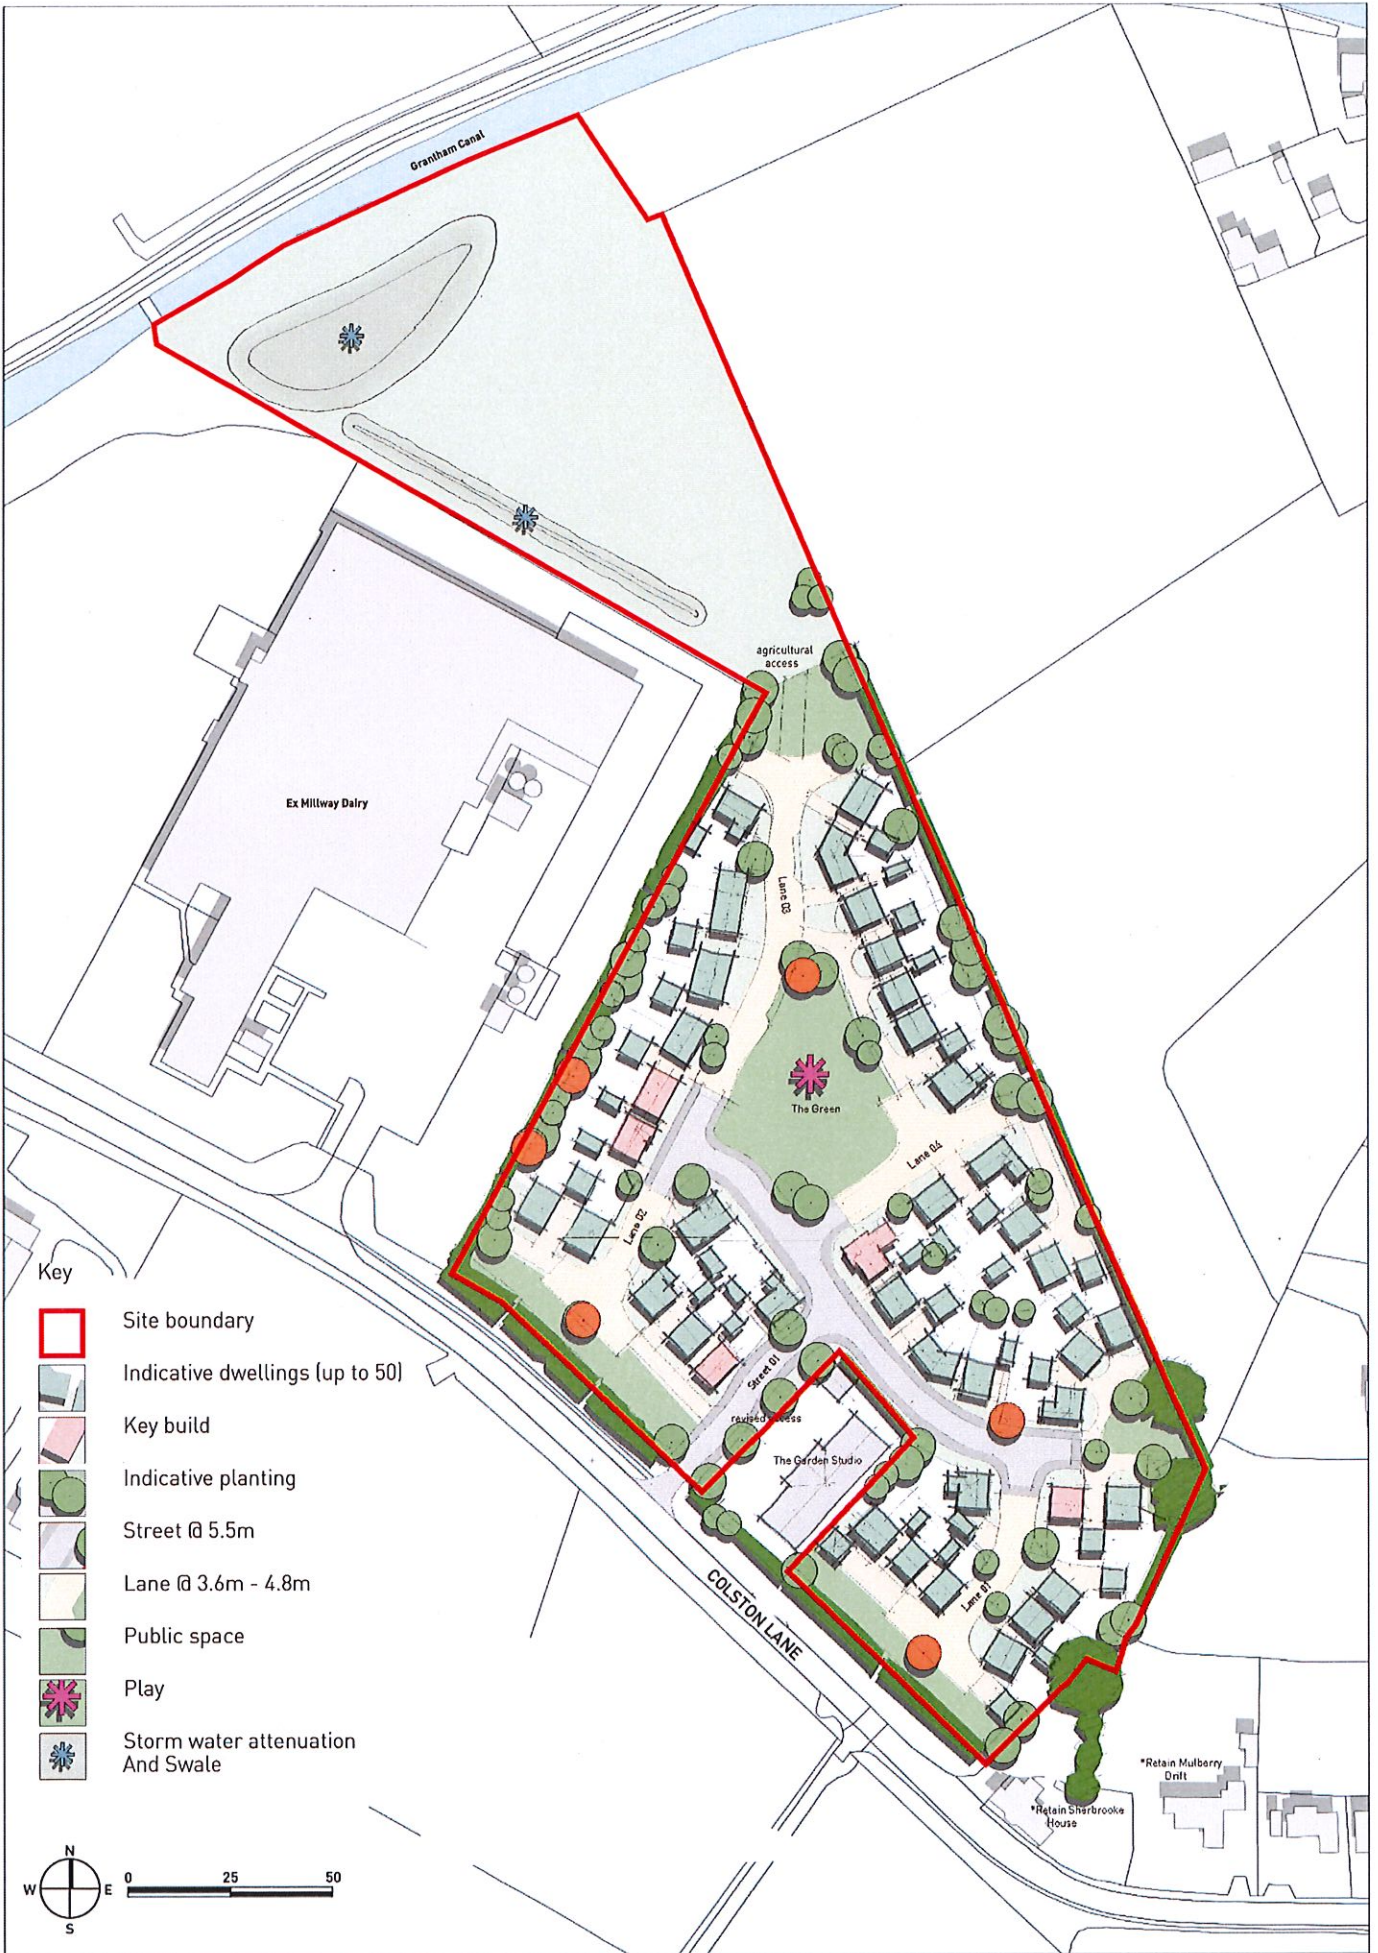 Grantham Canal
agricultural
access
Ex Millway Dairy
Lane 03
The Green
Lane 04
Lane 02
Street 01
revised access
The Garden Studio
Lane 01
COLSTON LANE
*Retain Mulberry
Drift
*Retain Sherbrooke
House
Key
Site boundary
Indicative dwellings (up to 50)
Key build
Indicative planting
Street @ 5.5m
Lane @ 3.6m - 4.8m
Public space
Play
Storm water attenuation
And Swale
N
W E
S
0 25 50